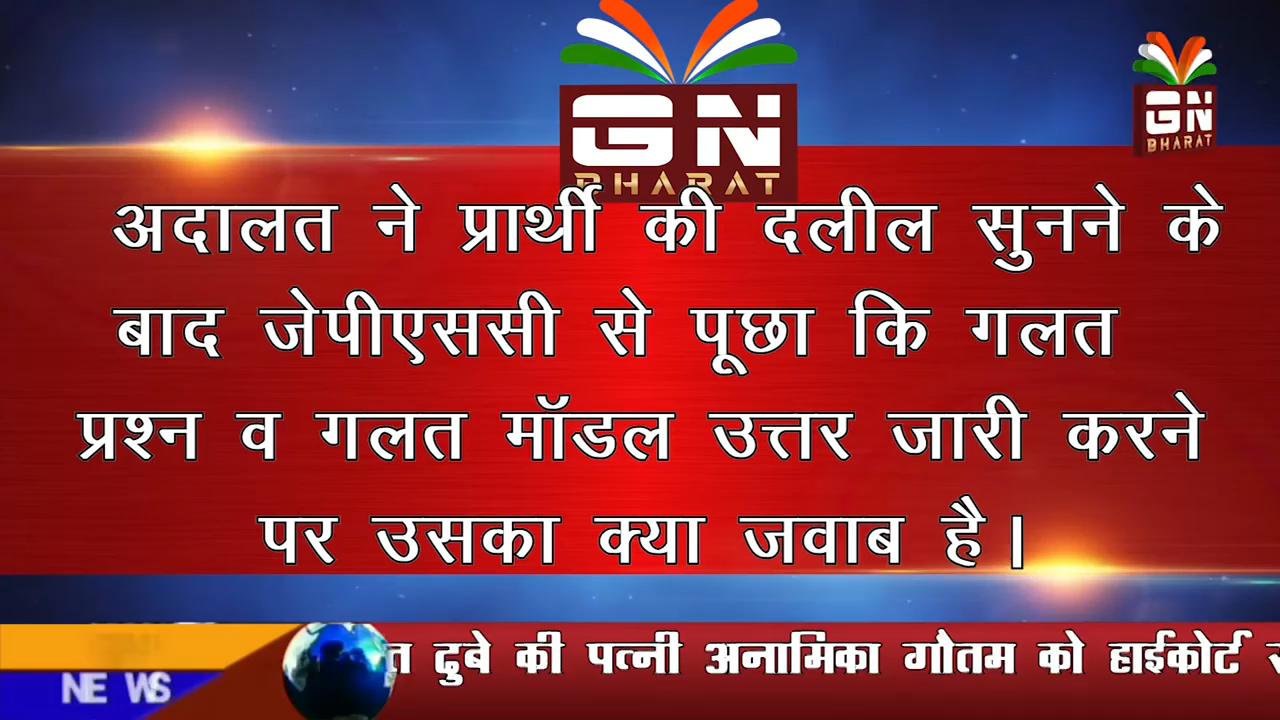 GN
BHARAT
GN
BHARAT
अदालत ने प्रार्थी की दलील सुनने के
बाद जेपीएससी से पूछा कि गलत
प्रश्न व गलत मॉडल उत्तर जारी करने
पर उसका क्या जवाब है।
दुबे की पत्नी अनामिका गौतम को हाईकोर्ट
NEWS